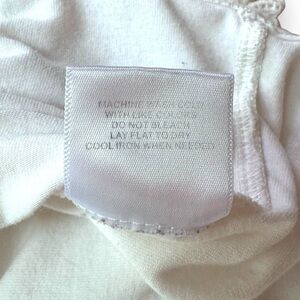 MACHINE WASH COLD
WITH LIKE COLORS
DO NOT BLEACH
LAY FLAT TO DRY
COOL IRON WHEN NEEDED